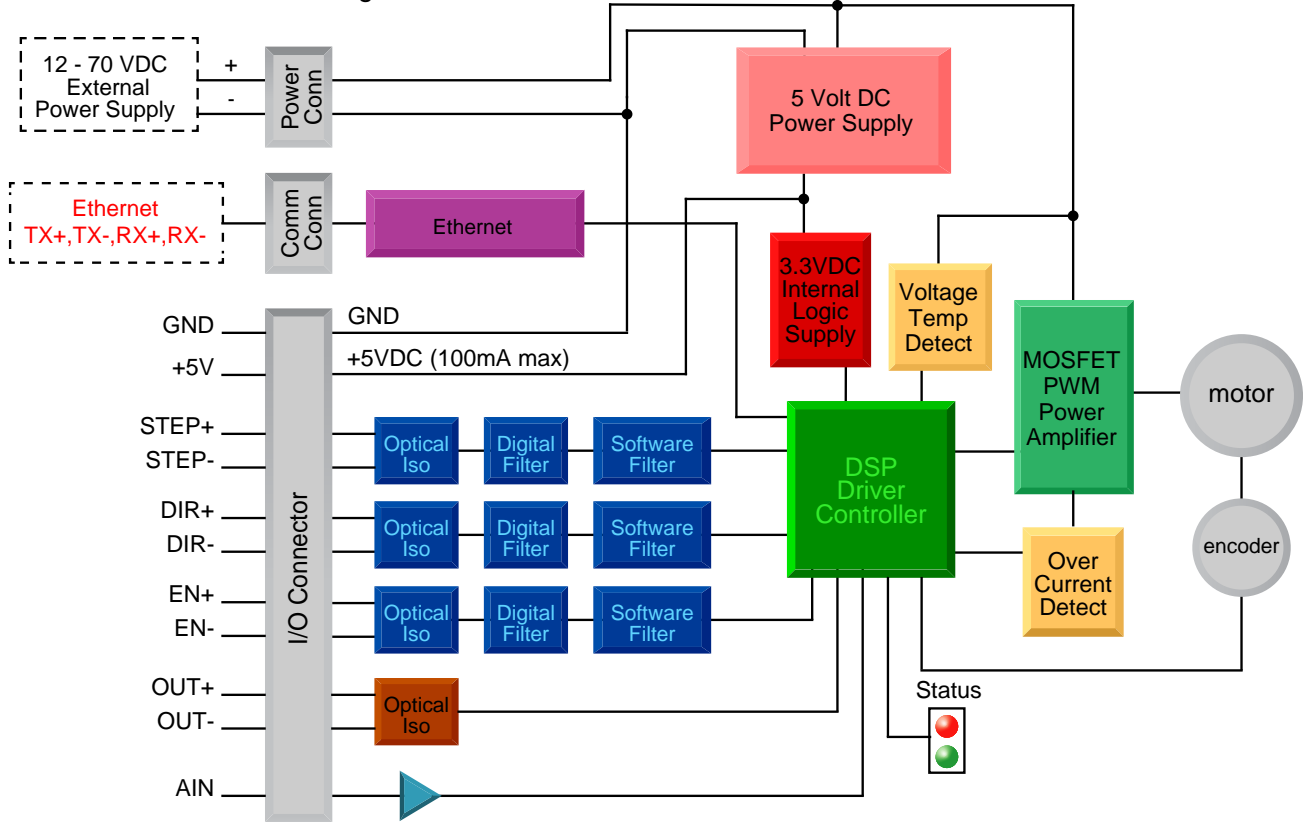 12 - 70 VDC
External
Power Supply
+
-
Power
Conn
5 Volt DC
Power Supply
Ethernet
TX+,TX-,RX+,RX-
Comm
Conn
Ethernet
3.3VDC
Internal
Logic
Supply
Voltage
Temp
Detect
MOSFET
PWM
Power
Amplifier
motor
encoder
GND
GND
+5V
+5VDC (100mA max)
I/O Connector
STEP+
STEP-
Optical
Iso
Digital
Filter
Software
Filter
DSP
Driver
Controller
DIR+
DIR-
Optical
Iso
Digital
Filter
Software
Filter
Over
Current
Detect
EN+
EN-
Optical
Iso
Digital
Filter
Software
Filter
OUT+
OUT-
Optical
Iso
Status
AIN